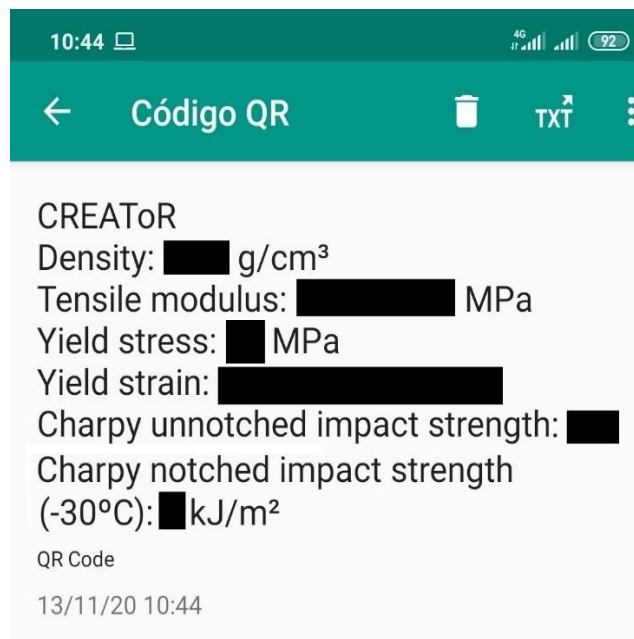 10:44
4G
92
Código QR
TXT
CREAToR
Density: g/cm³
Tensile modulus: MPa
Yield stress: MPa
Yield strain:
Charpy unnotched impact strength:
Charpy notched impact strength
(-30ºC): kJ/m²
QR Code
13/11/20 10:44